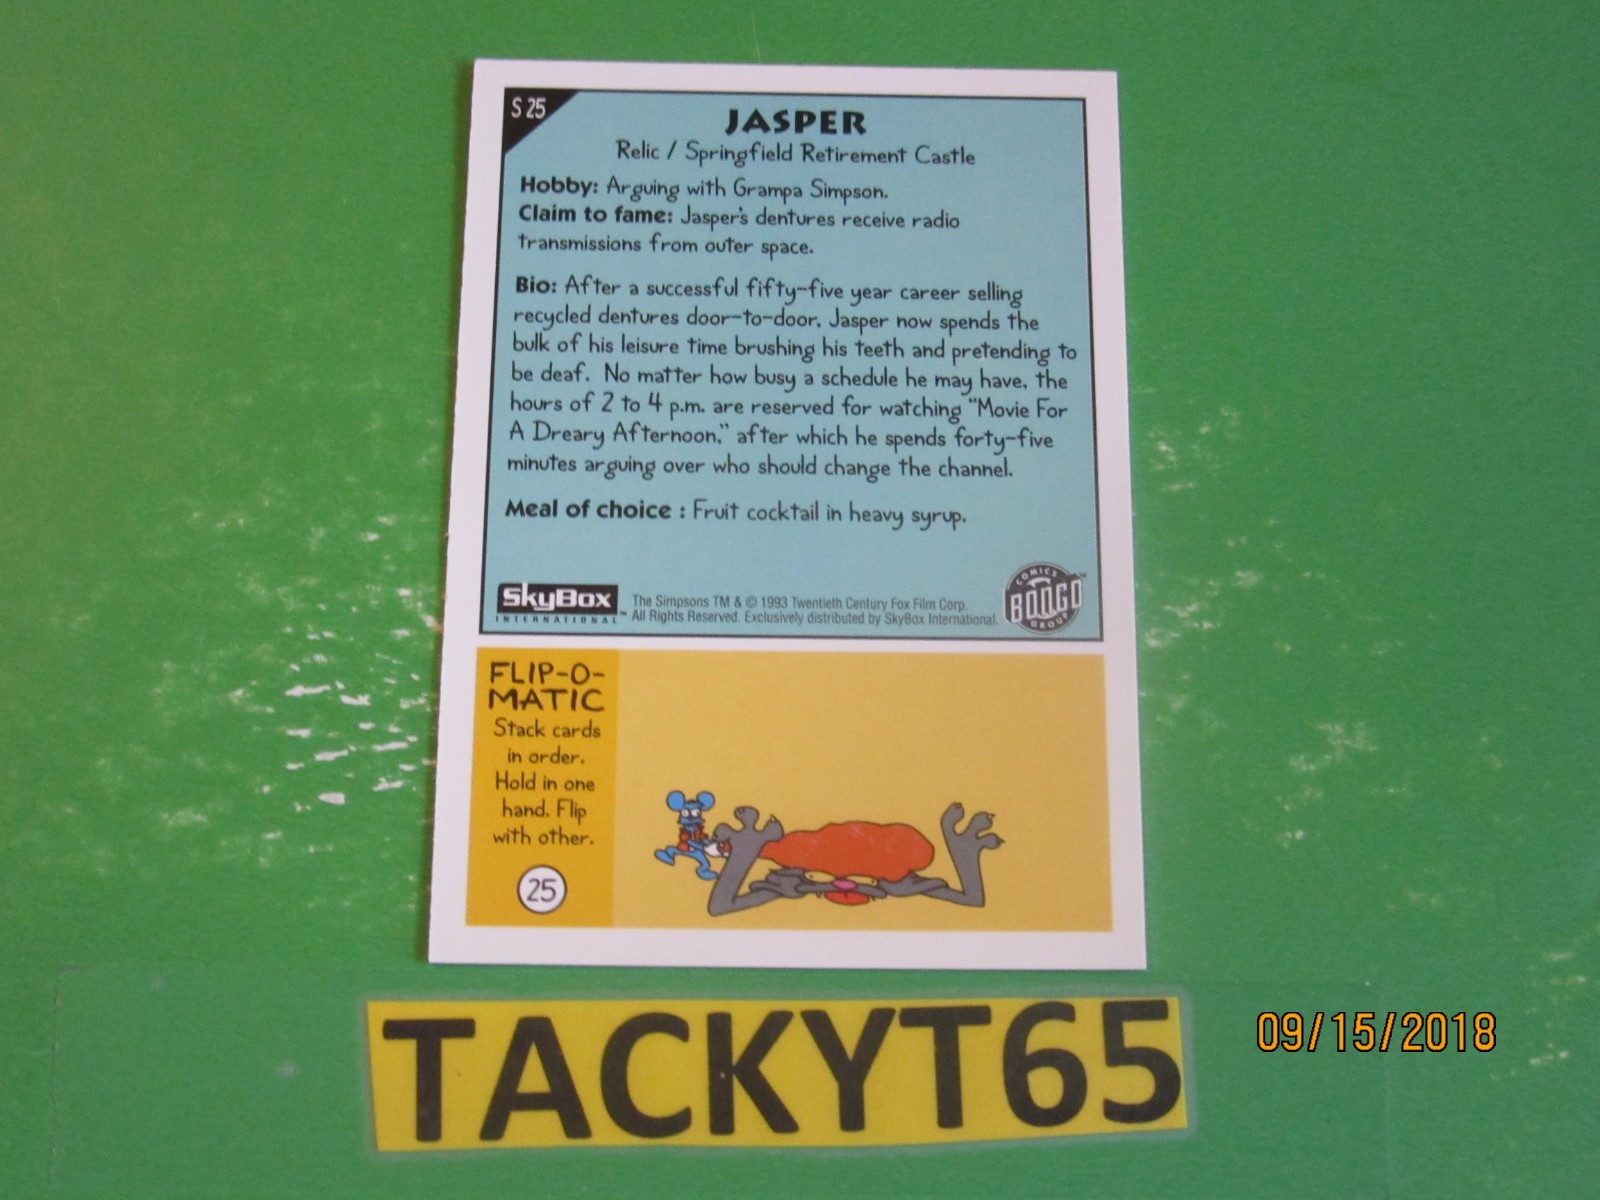 S 25
JASPER
Relic / Springfield Retirement Castle
Hobby: Arguing with Grampa Simpson.
Claim to fame: Jasper's dentures receive radio
transmissions from outer space.
Bio: After a successful fifty-five year career selling
recycled dentures door-to-door, Jasper now spends the
bulk of his leisure time brushing his teeth and pretending to
be deaf. No matter how busy a schedule he may have, the
hours of 2 to 4 p.m. are reserved for watching "Movie For
A Dreary Afternoon," after which he spends forty-five
minutes arguing over who should change the channel.
Meal of choice : Fruit cocktail in heavy syrup.
SkyBox
INTERNATIONAL™
The Simpsons TM & © 1993 Twentieth Century Fox Film Corp.
All Rights Reserved. Exclusively distributed by SkyBox International.
COMICS
BONGO™
GROUP
FLIP-O-
MATIC
Stack cards
in order.
Hold in one
hand. Flip
with other.
25
TACKYT65
09/15/2018